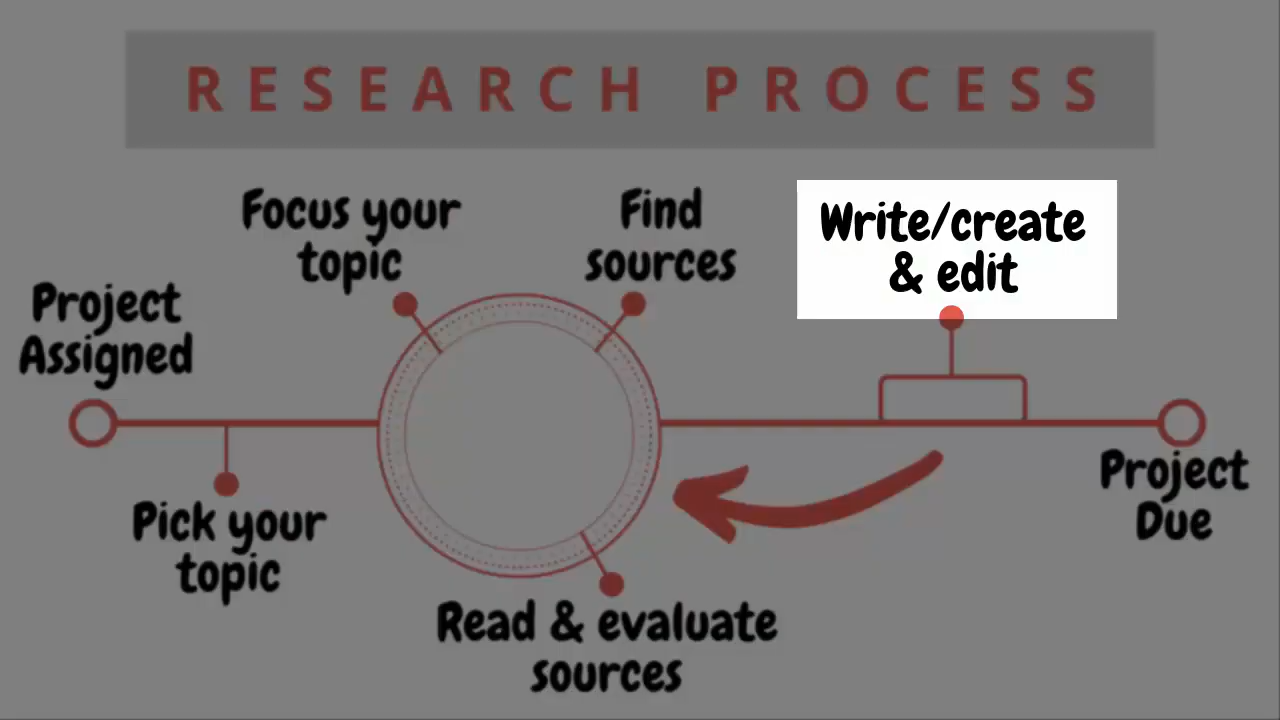 RESEARCH PROCESS
Project
Assigned
Pick your
topic
Focus your
topic
Find
sources
Read & evaluate
sources
Write/create
& edit
Project
Due